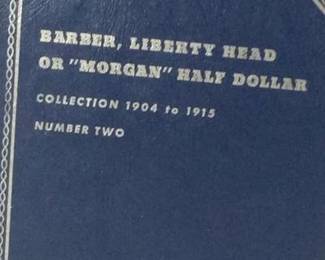 BARBER, LIBERTY HEAD
OR "MORGAN" HALF DOLLAR
COLLECTION 1904 to 1915
NUMBER TWO